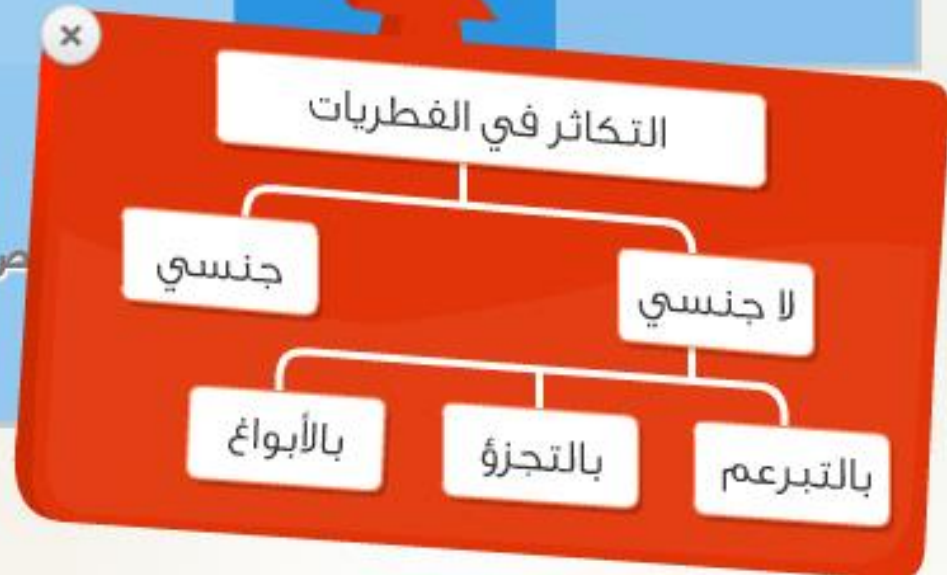 التكاثر في الفطريات
لا جنسي
جنسي
بالتبرعم
بالتجزؤ
بالأبواغ